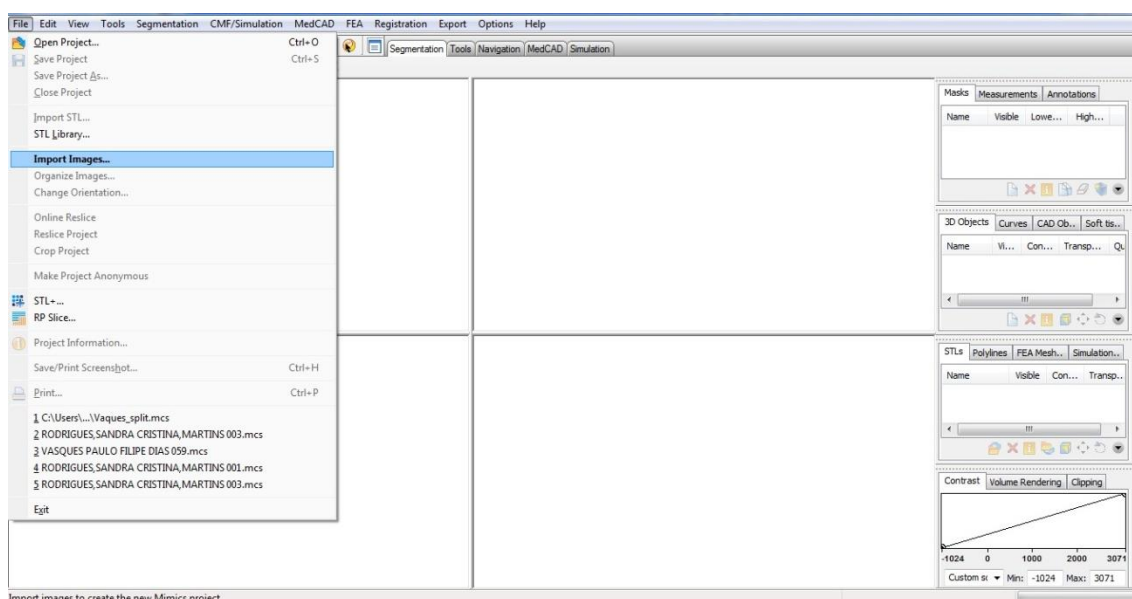 File Edit View Tools Segmentation CMF/Simulation MedCAD FEA Registration Export Options Help
Open Project... Ctrl+O
Save Project Ctrl+S
Save Project As...
Close Project
Import STL...
STL Library...
Import Images...
Organize Images...
Change Orientation...
Online Reslice
Reslice Project
Crop Project
Make Project Anonymous
STL+...
RP Slice...
Project Information...
Save/Print Screenshot... Ctrl+H
Print... Ctrl+P
1 C:\Users\...\Vaques_split.mcs
2 RODRIGUES,SANDRA CRISTINA,MARTINS 003.mcs
3 VASQUES PAULO FILIPE DIAS 059.mcs
4 RODRIGUES,SANDRA CRISTINA,MARTINS 001.mcs
5 RODRIGUES,SANDRA CRISTINA,MARTINS 003.mcs
Exit
Segmentation Tools Navigation MedCAD Simulation
Masks Measurements Annotations
Name Visible Lowe... High...
3D Objects Curves CAD Ob.. Soft tis..
Name Vi... Con... Transp... Qu
STLs Polylines FEA Mesh.. Simulation..
Name Visible Con... Transp..
Contrast Volume Rendering Clipping
-1024 0 1000 2000 3071
Custom sc Min: -1024 Max: 3071
Import images to create the new Mimics project